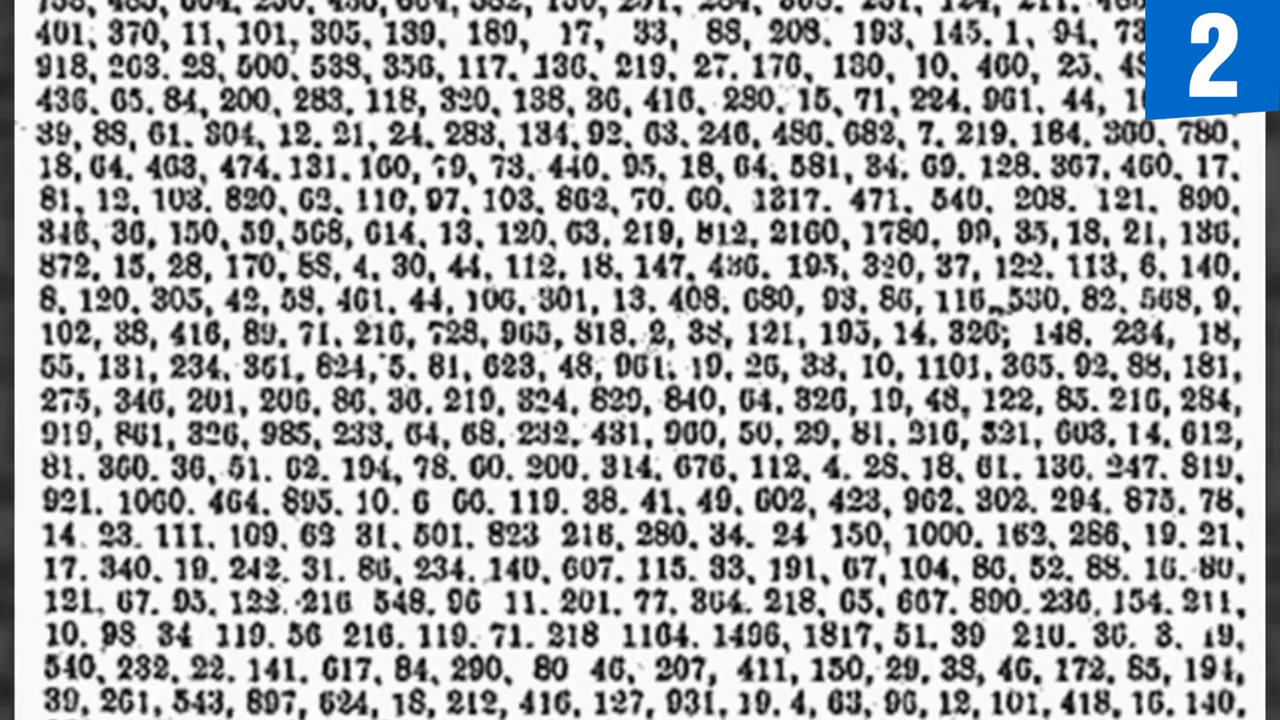 2
401, 370, 11, 101, 305, 139, 189, 17, 33, 88, 208. 193, 145. 1, 94, 73
918, 263. 28, 500. 538, 356, 117. 136. 219, 27. 176, 130, 10. 460, 25,
436. 65. 84, 200, 283. 118, 320, 138, 36, 416. 280. 15, 71, 224. 961, 44,
39, 88, 61. 304, 12. 21, 24. 283, 134, 92, 63. 246, 486. 682, 7. 219. 184. 360. 780,
18, 64. 463, 474. 131. 160, 79, 73. 440. 95, 18, 64. 581, 34. 69. 128. 367, 460. 17.
81, 12, 103. 820, 62, 110, 97, 103. 862, 70. 60. 1317. 471. 540. 208. 121. 890.
346, 36, 150, 59, 568, 614, 13, 120, 63. 219, 812, 2160, 1780, 99, 35, 18, 21, 136,
872, 15, 28, 170, 88, 4, 30, 44, 112, 18, 147, 436. 195, 320, 37, 122. 113, 6. 140,
8, 120. 305, 42, 58, 461. 44, 106. 301, 13. 408. 680, 93. 86, 116, 530. 82. 568, 9.
102, 38, 416, 89. 71. 216, 728, 965, 818. 2, 38, 121, 195, 14. 326; 148. 234, 18,
55. 131, 234. 361, 824, 5. 81, 623, 48, 961. 19. 26, 33, 10, 1101, 365. 92, 88, 181,
275, 346, 201, 206. 86. 36. 219, 324, 829, 840, 64, 326, 19, 48, 122, 85. 216, 284,
919, 861, 326, 985, 233, 64, 68. 232, 431, 960, 50, 29, 81. 216, 321, 603. 14. 612,
81. 360. 36, 51. 62. 194, 78. 60. 200. 314, 676, 112, 4. 28, 18, 61. 136. 247. 819,
921. 1060. 464. 895. 10. 6 66. 119. 38. 41, 49, 602, 423, 962, 302. 294. 875. 78,
14. 23. 111. 109. 62 31, 501. 823 216, 280. 34. 24 150, 1000. 162, 286, 19. 21,
17. 340. 19. 242. 31. 86, 234. 140. 607. 115. 33, 191, 67, 104, 86, 52. 88. 16. 80,
121, 67. 95, 122. 216 548. 96 11. 201. 77, 364. 218, 65, 667. 890. 236, 154. 211,
10. 98 34 119. 56 216. 119. 71. 218 1164. 1496, 1817, 51. 39 210. 36. 3. 19,
540, 232, 22. 141. 617, 84, 290, 80 46, 207, 411, 150, 29, 38, 46, 172, 85, 194,
39, 261, 543, 897, 624, 18, 212, 416, 127, 931, 19. 4, 63, 96, 12, 101, 418, 16. 140,